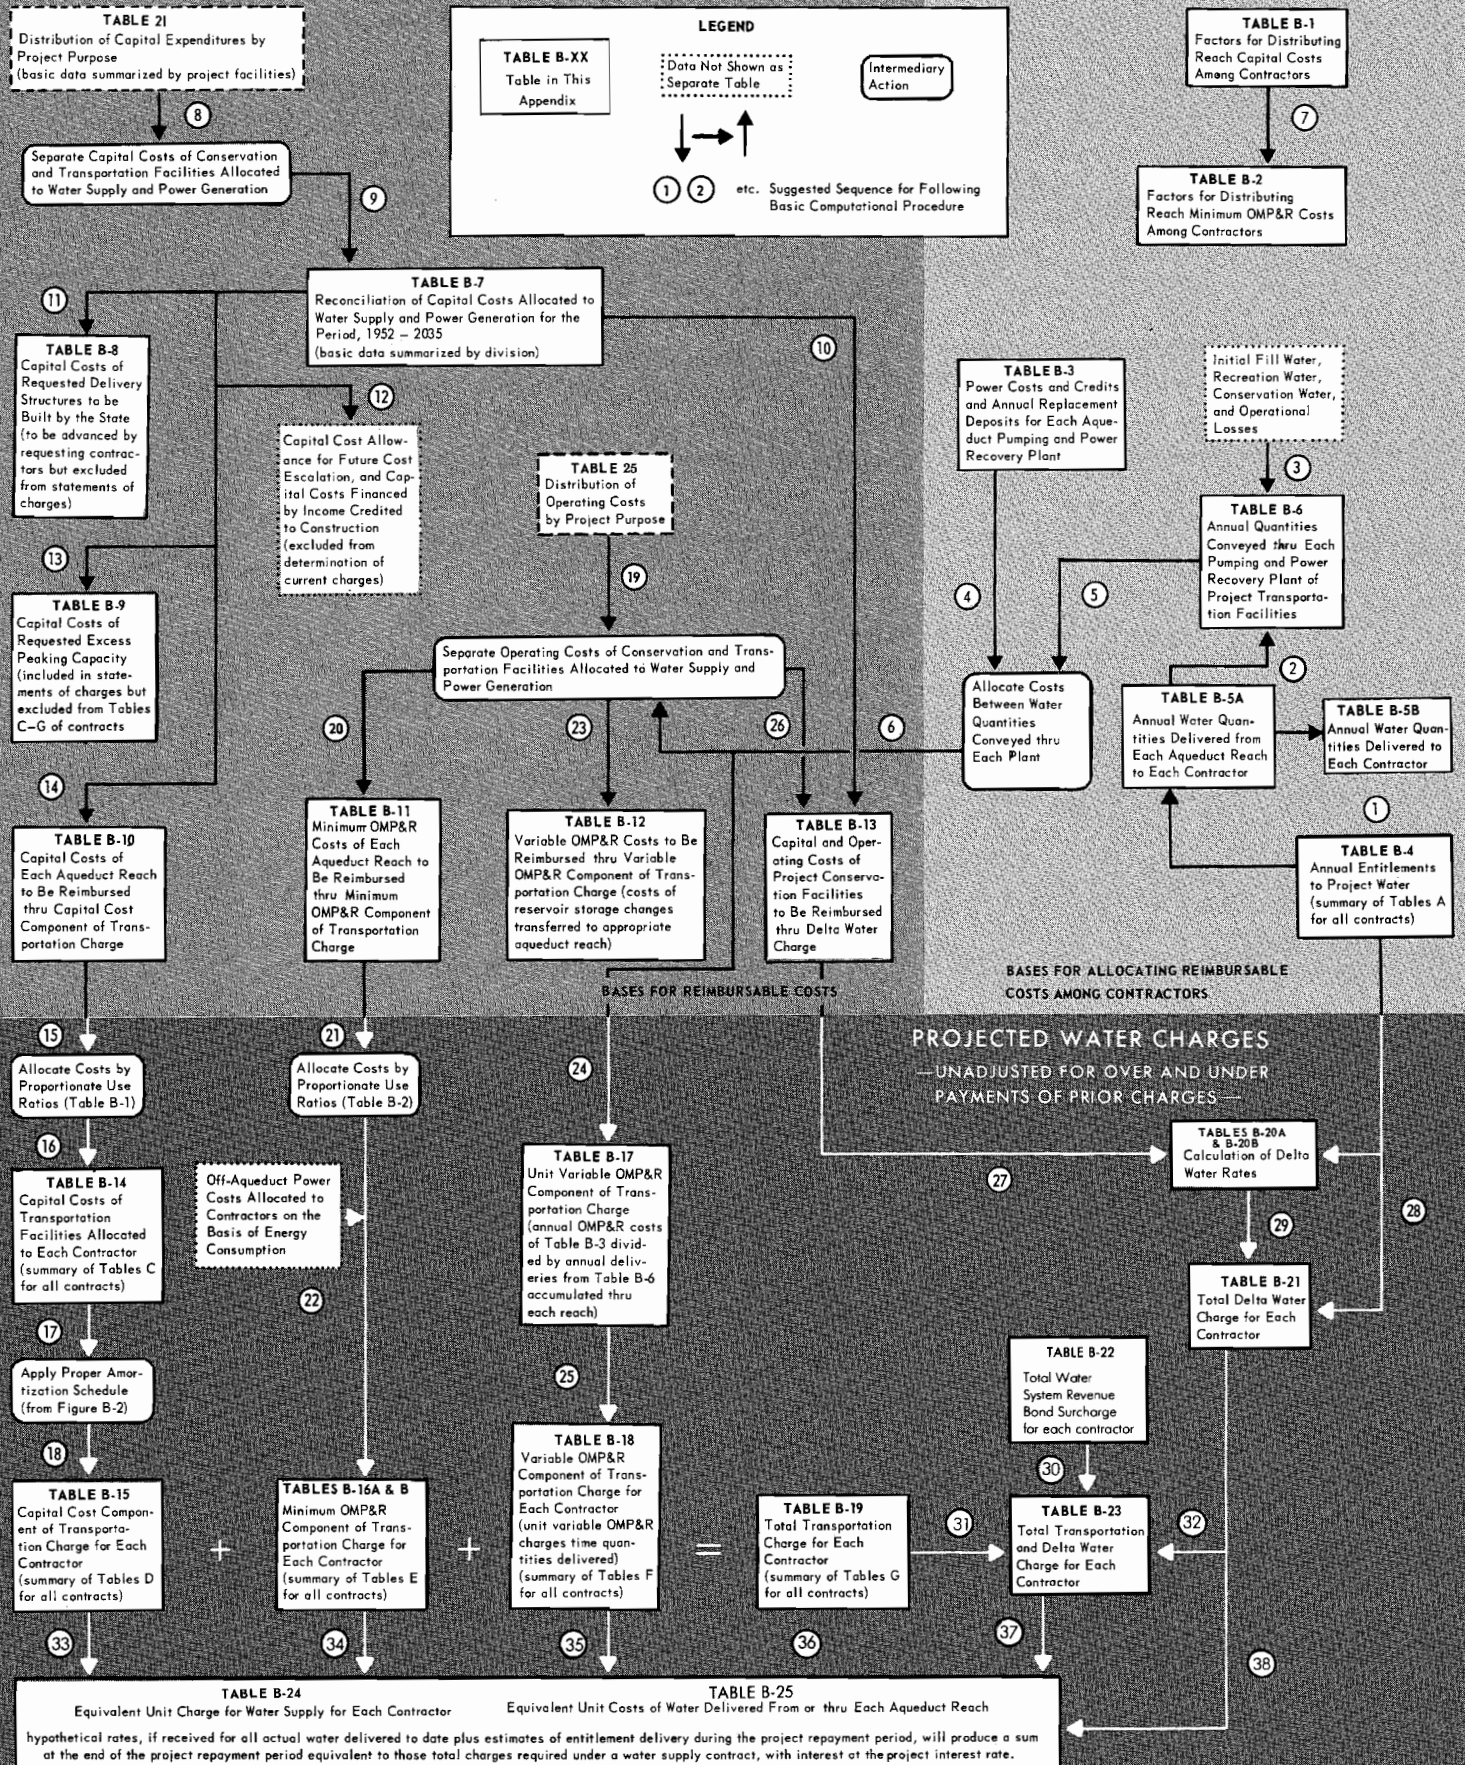 TABLE 21
Distribution of Capital Expenditures by
Project Purpose
(basic data summarized by project facilities)
8
Separate Capital Costs of Conservation
and Transportation Facilities Allocated
to Water Supply and Power Generation
9
LEGEND
TABLE B-XX
Table in This
Appendix
Data Not Shown as
Separate Table
Intermediary
Action
1 2 etc. Suggested Sequence for Following
Basic Computational Procedure
TABLE B-1
Factors for Distributing
Reach Capital Costs
Among Contractors
7
TABLE B-2
Factors for Distributing
Reach Minimum OMP&R Costs
Among Contractors
TABLE B-7
Reconciliation of Capital Costs Allocated to
Water Supply and Power Generation for the
Period, 1952 – 2035
(basic data summarized by division)
11
10
12
TABLE B-8
Capital Costs of
Requested Delivery
Structures to be
Built by the State
(to be advanced by
requesting contrac-
tors but excluded
from statements of
charges)
Capital Cost Allow-
ance for Future Cost
Escalation, and Cap-
ital Costs Financed
by Income Credited
to Construction
(excluded from
determination of
current charges)
TABLE 25
Distribution of
Operating Costs
by Project Purpose
19
TABLE B-3
Power Costs and Credits
and Annual Replacement
Deposits for Each Aque-
duct Pumping and Power
Recovery Plant
Initial Fill Water,
Recreation Water,
Conservation Water,
and Operational
Losses
3
TABLE B-6
Annual Quantities
Conveyed thru Each
Pumping and Power
Recovery Plant of
Project Transporta-
tion Facilities
4
5
2
13
TABLE B-9
Capital Costs of
Requested Excess
Peaking Capacity
(included in state-
ments of charges but
excluded from Tables
C–G of contracts
Separate Operating Costs of Conservation and Trans-
portation Facilities Allocated to Water Supply and
Power Generation
20
23
26
6
Allocate Costs
Between Water
Quantities
Conveyed thru
Each Plant
TABLE B-5A
Annual Water Quan-
tities Delivered from
Each Aqueduct Reach
to Each Contractor
TABLE B-5B
Annual Water Quan-
tities Delivered to
Each Contractor
1
TABLE B-4
Annual Entitlements
to Project Water
(summary of Tables A
for all contracts)
14
TABLE B-10
Capital Costs of
Each Aqueduct Reach
to Be Reimbursed
thru Capital Cost
Component of Trans-
portation Charge
TABLE B-11
Minimum OMP&R
Costs of Each
Aqueduct Reach to
Be Reimbursed
thru Minimum
OMP&R Component
of Transportation
Charge
TABLE B-12
Variable OMP&R Costs to Be
Reimbursed thru Variable
OMP&R Component of Trans-
portation Charge (costs of
reservoir storage changes
transferred to appropriate
aqueduct reach)
TABLE B-13
Capital and Oper-
ating Costs of
Project Conserva-
tion Facilities
to Be Reimbursed
thru Delta Water
Charge
BASES FOR REIMBURSABLE COSTS
BASES FOR ALLOCATING REIMBURSABLE
COSTS AMONG CONTRACTORS
PROJECTED WATER CHARGES
—UNADJUSTED FOR OVER AND UNDER
PAYMENTS OF PRIOR CHARGES—
15
Allocate Costs by
Proportionate Use
Ratios (Table B-1)
16
21
Allocate Costs by
Proportionate Use
Ratios (Table B-2)
24
TABLE B-14
Capital Costs of
Transportation
Facilities Allocated
to Each Contractor
(summary of Tables C
for all contracts)
17
Off-Aqueduct Power
Costs Allocated to
Contractors on the
Basis of Energy
Consumption
22
TABLE B-17
Unit Variable OMP&R
Component of Trans-
portation Charge
(annual OMP&R costs
of Table B-3 divid-
ed by annual deliv-
eries from Table B-6
accumulated thru
each reach)
25
27
TABLES B-20A
& B-20B
Calculation of Delta
Water Rates
28
29
TABLE B-21
Total Delta Water
Charge for Each
Contractor
Apply Proper Amor-
tization Schedule
(from Figure B-2)
18
TABLE B-22
Total Water
System Revenue
Bond Surcharge
for each contractor
30
TABLE B-15
Capital Cost Compon-
ent of Transporta-
tion Charge for Each
Contractor
(summary of Tables D
for all contracts)
+
TABLES B-16A & B
Minimum OMP&R
Component of Trans-
portation Charge for
Each Contractor
(summary of Tables E
for all contracts)
+
TABLE B-18
Variable OMP&R
Component of Trans-
portation Charge for
Each Contractor
(unit variable OMP&R
charges time quan-
tities delivered)
(summary of Tables F
for all contracts)
=
TABLE B-19
Total Transportation
Charge for Each
Contractor
(summary of Tables G
for all contracts)
31
TABLE B-23
Total Transportation
and Delta Water
Charge for Each
Contractor
32
33
34
35
36
37
38
TABLE B-24
Equivalent Unit Charge for Water Supply for Each Contractor
TABLE B-25
Equivalent Unit Costs of Water Delivered From or thru Each Aqueduct Reach
hypothetical rates, if received for all actual water delivered to date plus estimates of entitlement delivery during the project repayment period, will produce a sum
at the end of the project repayment period equivalent to those total charges required under a water supply contract, with interest at the project interest rate.